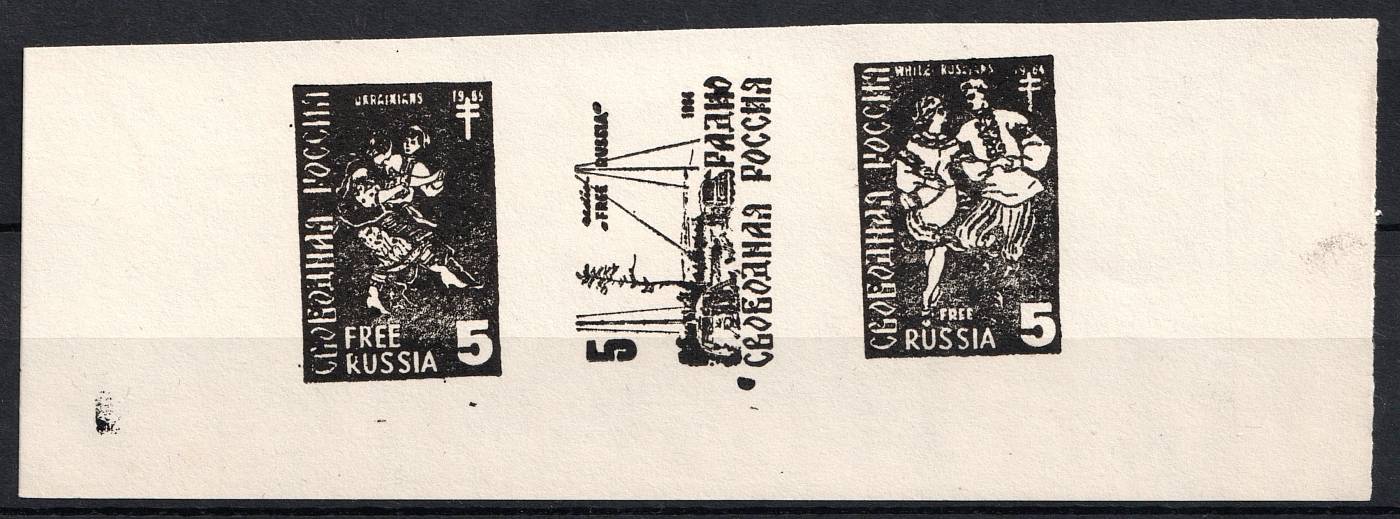 UKRAINIANS 1965
СВОБОДНАЯ РОССИЯ
FREE
RUSSIA
5
RADIO
„FREE RUSSIA"
РАДИО
СВОБОДНАЯ РОССИЯ
5
WHITE RUSSIANS 1964
СВОБОДНАЯ РОССИЯ
FREE
RUSSIA
5